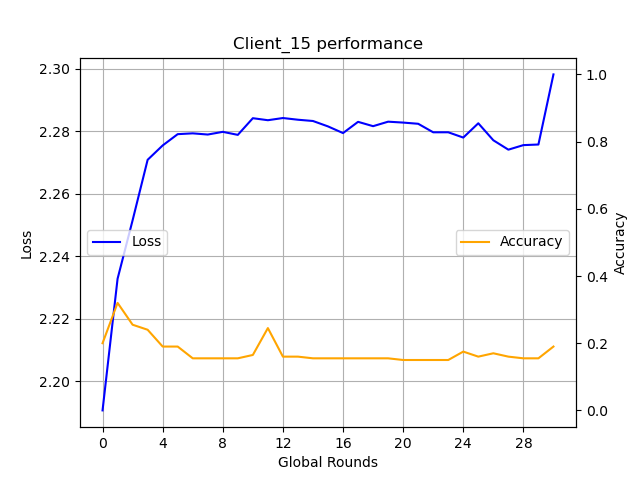 Client_15 performance
2.30
2.28
2.26
2.24
2.22
2.20
Loss
Loss
Accuracy
1.0
0.8
0.6
0.4
0.2
0.0
Accuracy
0 4 8 12 16 20 24 28
Global Rounds